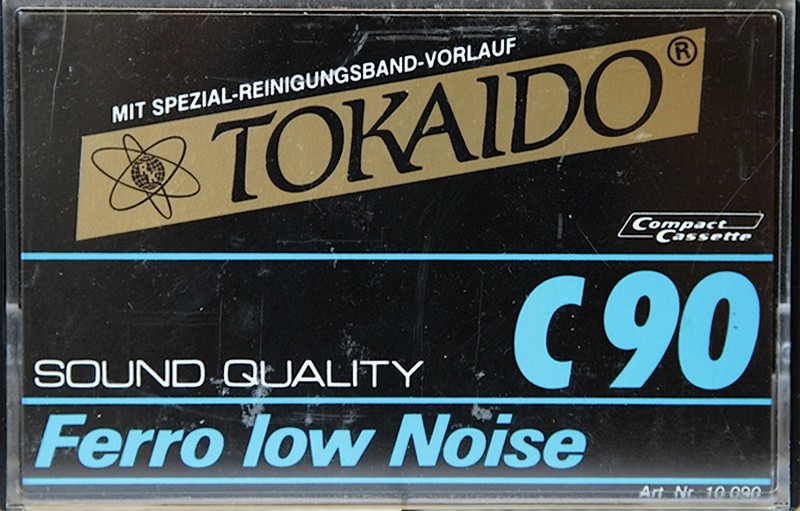 MIT SPEZIAL-REINIGUNGSBAND-VORLAUF
TOKAIDO®
Compact
Cassette
C 90
SOUND QUALITY
Ferro low Noise
Art. Nr. 10 090